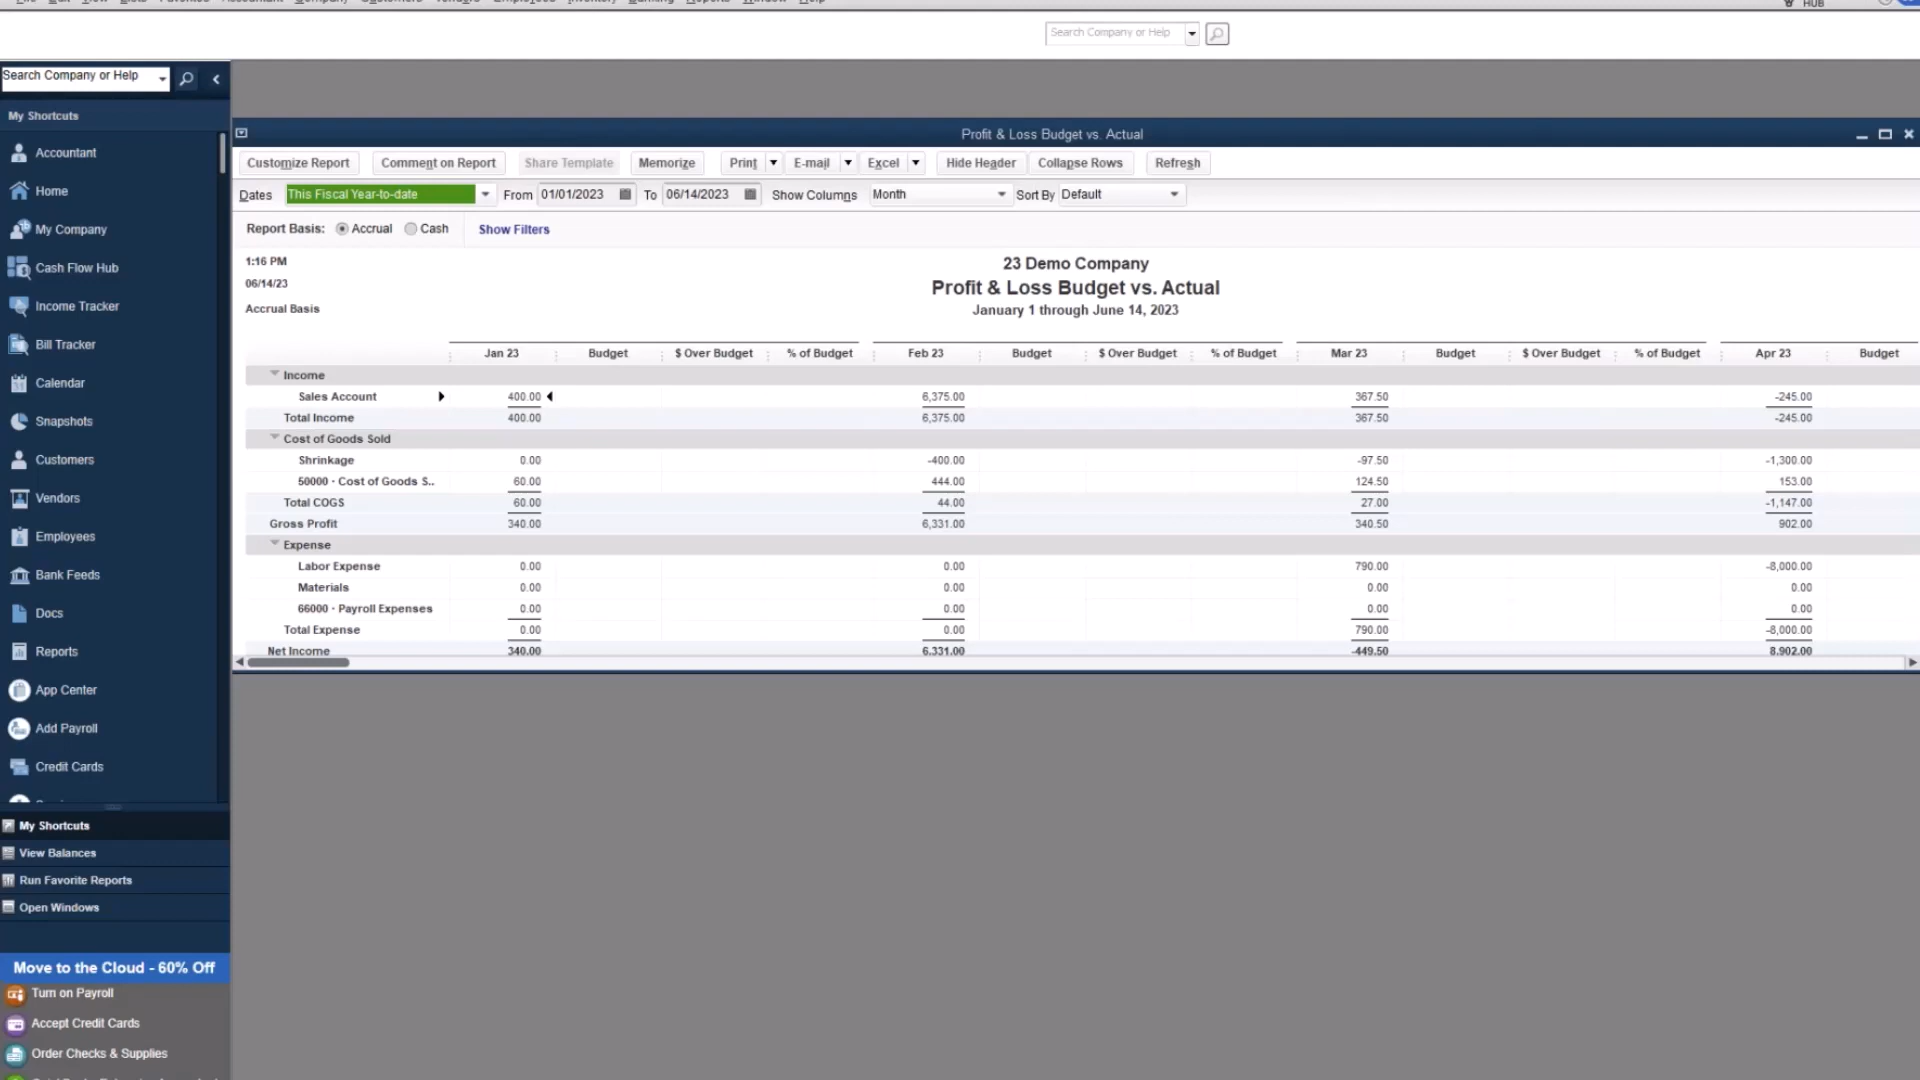 HUB
Search Company or Help
Search Company or Help
My Shortcuts
Accountant
Home
My Company
Cash Flow Hub
Income Tracker
Bill Tracker
Calendar
Snapshots
Customers
Vendors
Employees
Bank Feeds
Docs
Reports
App Center
Add Payroll
Credit Cards
My Shortcuts
View Balances
Run Favorite Reports
Open Windows
Move to the Cloud - 60% Off
Turn on Payroll
Accept Credit Cards
Order Checks & Supplies
Profit & Loss Budget vs. Actual
Customize Report Comment on Report Share Template Memorize Print E-mail Excel Hide Header Collapse Rows Refresh
Dates This Fiscal Year-to-date From 01/01/2023 To 06/14/2023 Show Columns Month Sort By Default
Report Basis: Accrual Cash Show Filters
1:16 PM
06/14/23
Accrual Basis
23 Demo Company
Profit & Loss Budget vs. Actual
January 1 through June 14, 2023
Jan 23 Budget $ Over Budget % of Budget Feb 23 Budget $ Over Budget % of Budget Mar 23 Budget $ Over Budget % of Budget Apr 23 Budget
Income
Sales Account 400.00 6,375.00 367.50 -245.00
Total Income 400.00 6,375.00 367.50 -245.00
Cost of Goods Sold
Shrinkage 0.00 -400.00 -97.50 -1,300.00
50000 · Cost of Goods S.. 60.00 444.00 124.50 153.00
Total COGS 60.00 44.00 27.00 -1,147.00
Gross Profit 340.00 6,331.00 340.50 902.00
Expense
Labor Expense 0.00 0.00 790.00 -8,000.00
Materials 0.00 0.00 0.00 0.00
66000 · Payroll Expenses 0.00 0.00 0.00 0.00
Total Expense 0.00 0.00 790.00 -8,000.00
Net Income 340.00 6,331.00 -449.50 8,902.00